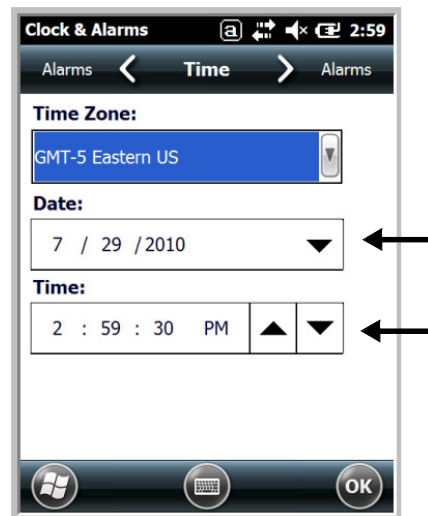 Clock & Alarms a 2:59
Alarms Time Alarms
Time Zone:
GMT-5 Eastern US
Date:
7 / 29 / 2010
Time:
2 : 59 : 30 PM
OK